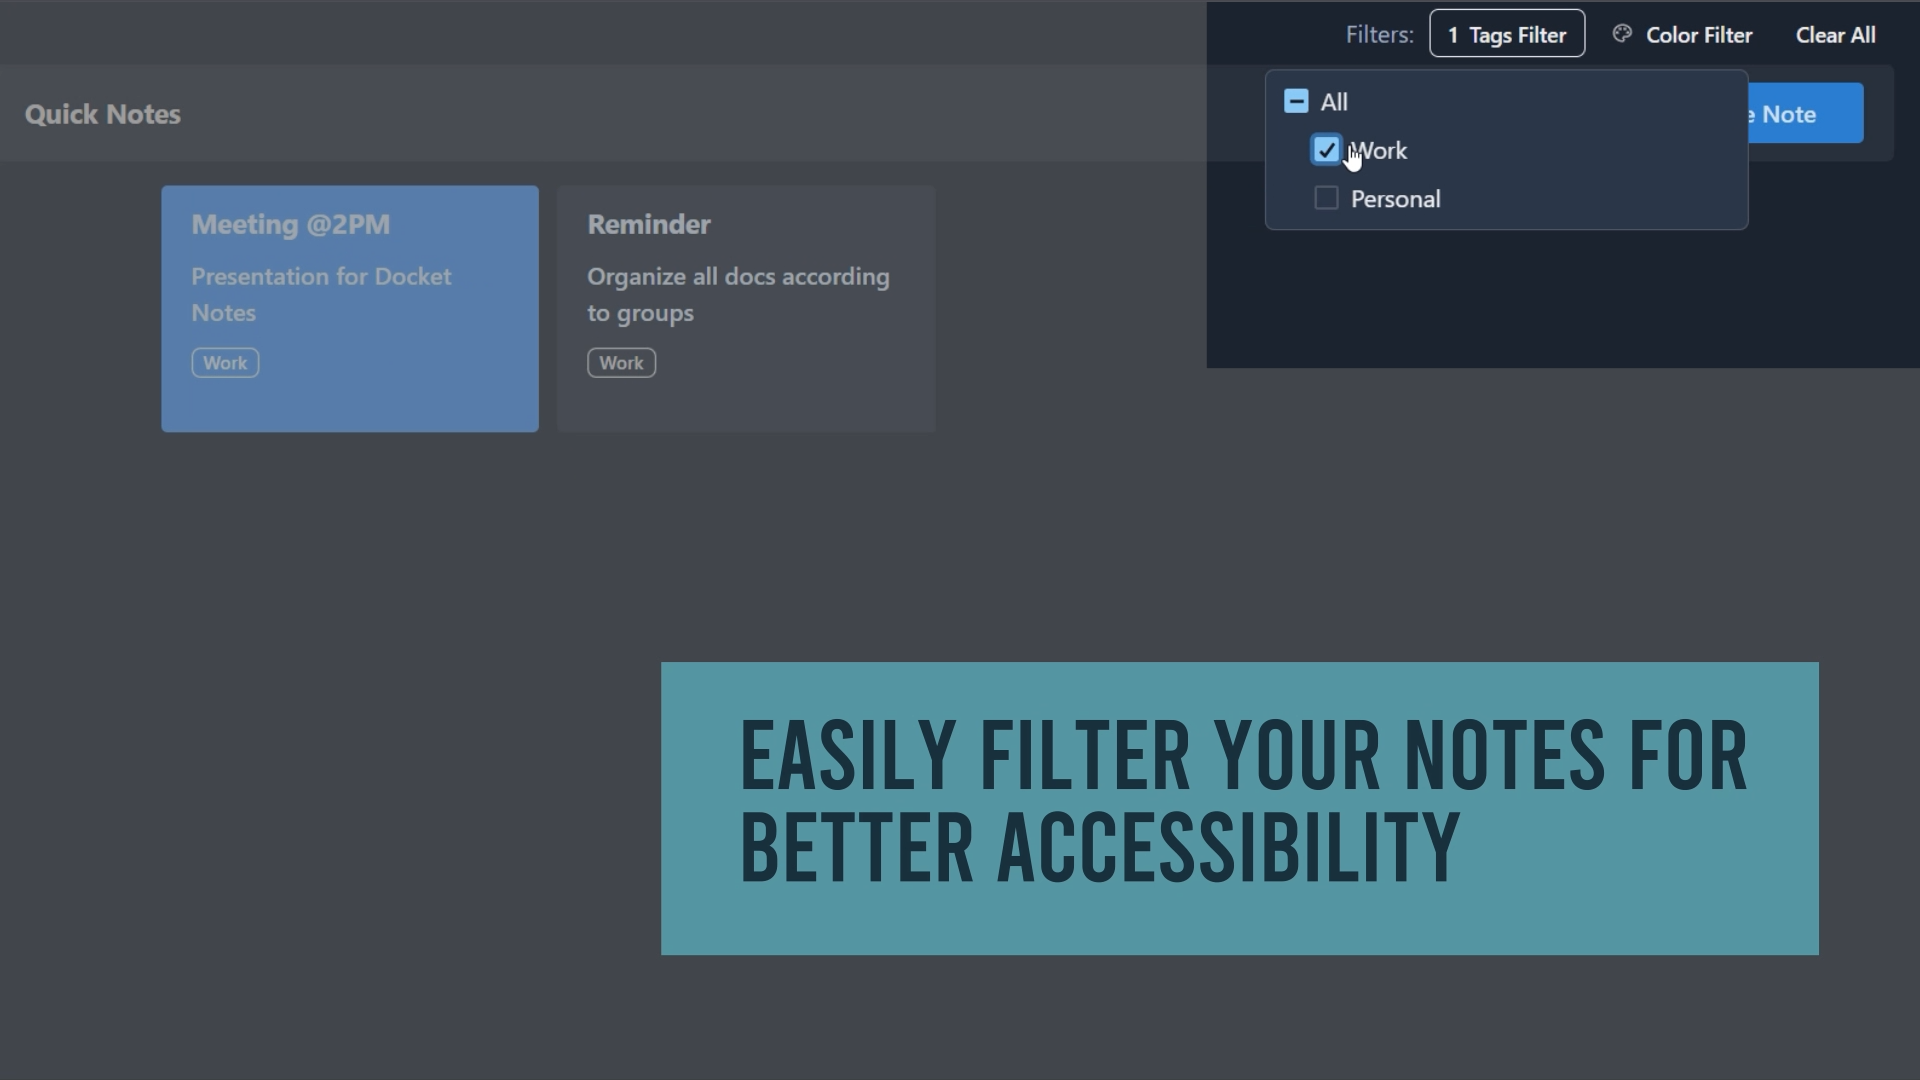 Filters: 1 Tags Filter Color Filter Clear All
Quick Notes
All
Note
Work
Personal
Meeting @2PM
Presentation for Docket
Notes
Work
Reminder
Organize all docs according
to groups
Work
EASILY FILTER YOUR NOTES FOR
BETTER ACCESSIBILITY